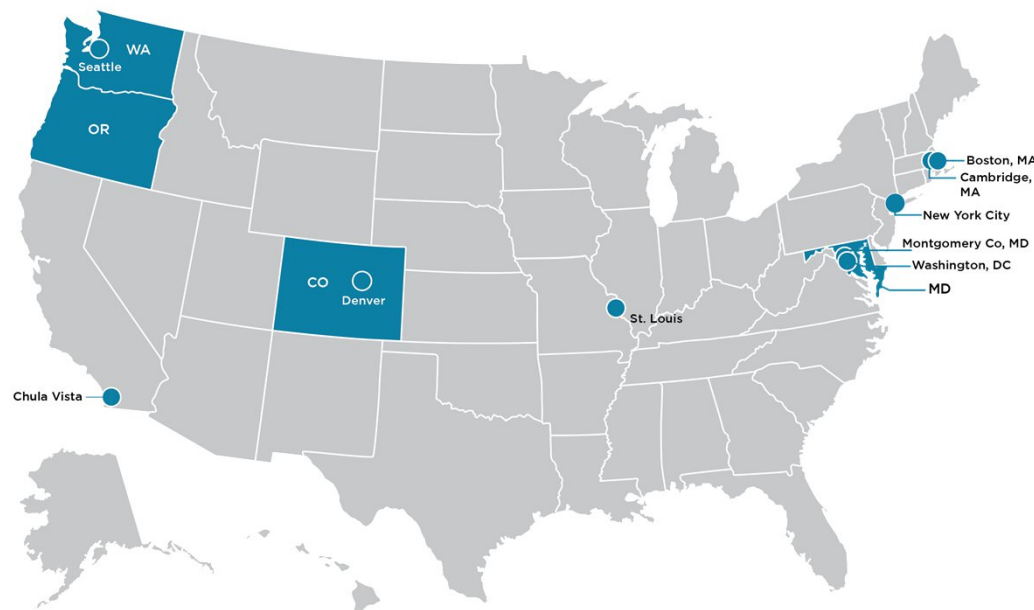 WA
Seattle
OR
Boston, MA
Cambridge,
MA
New York City
Montgomery Co, MD
Washington, DC
MD
CO
Denver
St. Louis
Chula Vista